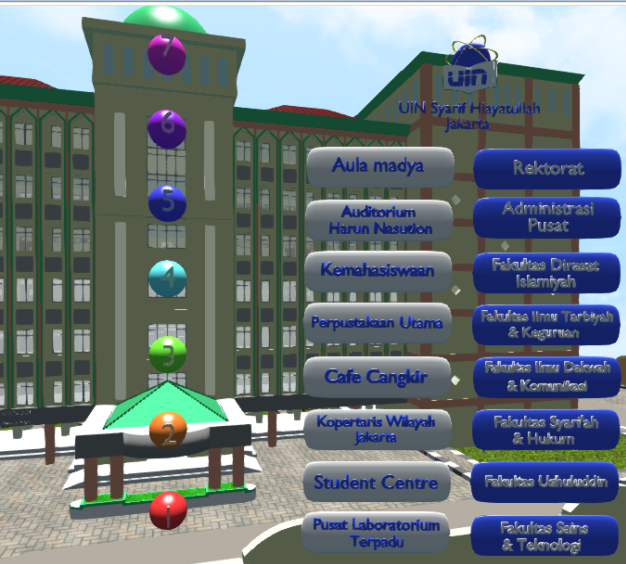 7
6
5
4
3
2
1
UIN
UIN Syarif Hiayatullah
Jakarta
Aula madya
Rektorat
Auditorium
Harun Nasution
Administrasi
Pusat
Kemahasiswaan
Fakultas Dirasat
Islamiyah
Perpustakaan Utama
Fakultas Ilmu Tarbiyah
& Keguruan
Cafe Cangkir
Fakultas Ilmu Dakwah
& Komunikasi
Kopertaris Wilayah
Jakarta
Fakultas Syariah
& Hukum
Student Centre
Fakultas Ushuluddin
Pusat Laboratorium
Terpadu
Fakultas Sains
& Teknologi